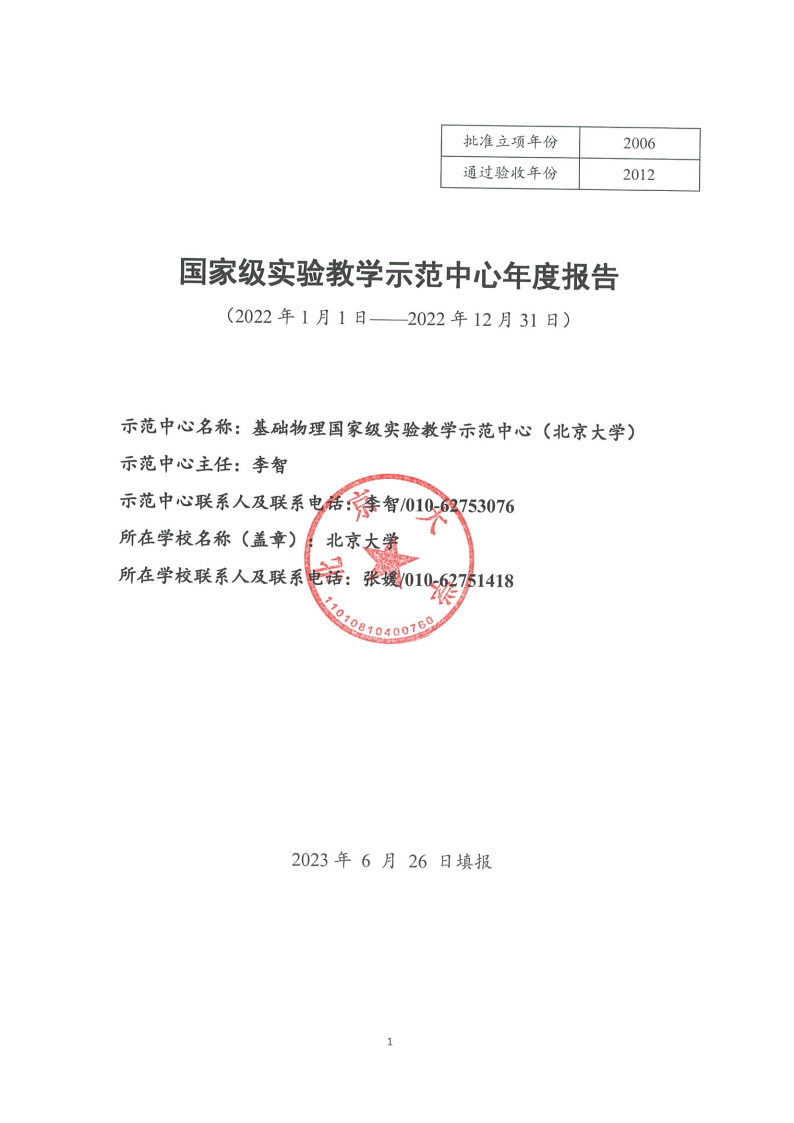 批准立项年份 2006
通过验收年份 2012
国家级实验教学示范中心年度报告
（2022 年 1 月 1 日——2022 年 12 月 31 日）
示范中心名称：基础物理国家级实验教学示范中心（北京大学）
示范中心主任：李智
示范中心联系人及联系电话：李智/010-62753076
所在学校名称（盖章）：北京大学
所在学校联系人及联系电话：张媛/010-62751418
北京大学
11010810400760
2023 年 6 月 26 日填报
1